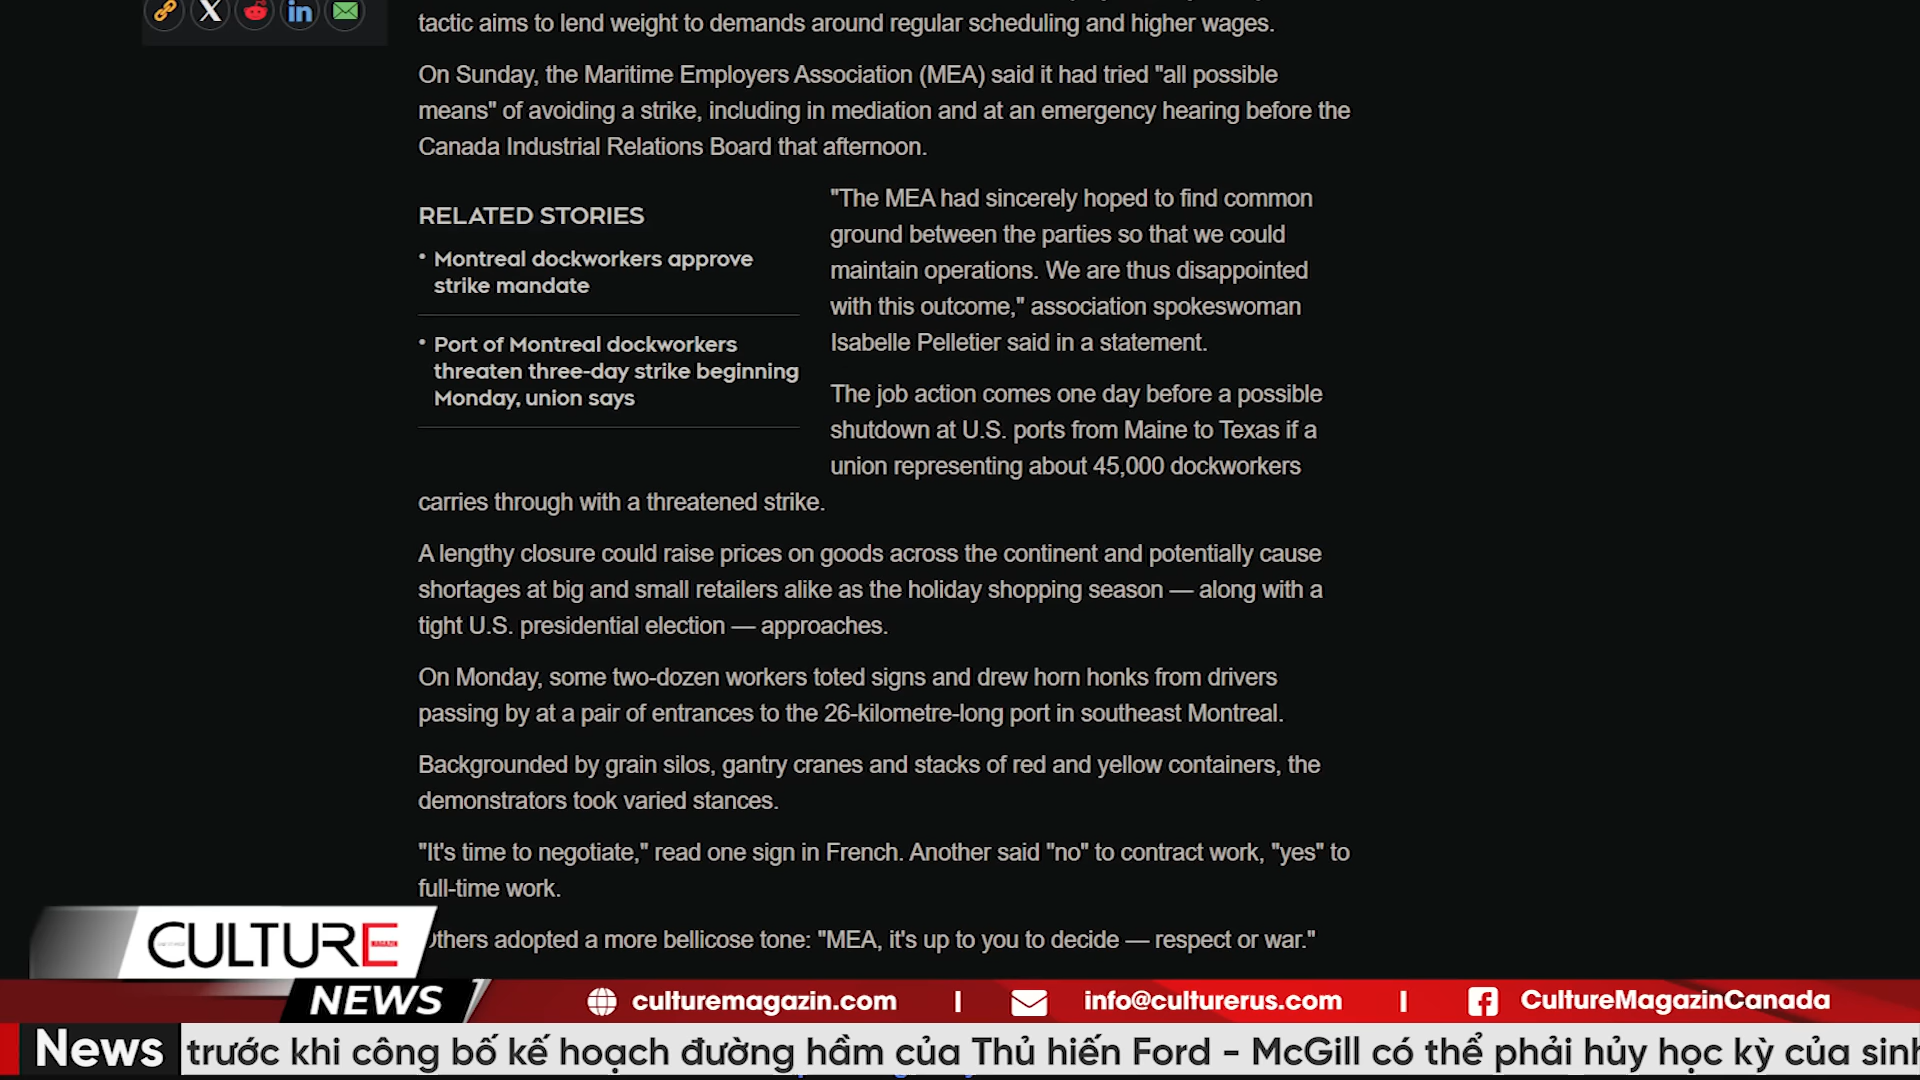 tactic aims to lend weight to demands around regular scheduling and higher wages.
On Sunday, the Maritime Employers Association (MEA) said it had tried "all possible
means" of avoiding a strike, including in mediation and at an emergency hearing before the
Canada Industrial Relations Board that afternoon.
RELATED STORIES
• Montreal dockworkers approve
strike mandate
• Port of Montreal dockworkers
threaten three-day strike beginning
Monday, union says
"The MEA had sincerely hoped to find common
ground between the parties so that we could
maintain operations. We are thus disappointed
with this outcome," association spokeswoman
Isabelle Pelletier said in a statement.
The job action comes one day before a possible
shutdown at U.S. ports from Maine to Texas if a
union representing about 45,000 dockworkers
carries through with a threatened strike.
A lengthy closure could raise prices on goods across the continent and potentially cause
shortages at big and small retailers alike as the holiday shopping season — along with a
tight U.S. presidential election — approaches.
On Monday, some two-dozen workers toted signs and drew horn honks from drivers
passing by at a pair of entrances to the 26-kilometre-long port in southeast Montreal.
Backgrounded by grain silos, gantry cranes and stacks of red and yellow containers, the
demonstrators took varied stances.
"It's time to negotiate," read one sign in French. Another said "no" to contract work, "yes" to
full-time work.
Others adopted a more bellicose tone: "MEA, it's up to you to decide — respect or war."
CULTURE
NEWS
culturemagazin.com | info@culturerus.com | CultureMagazinCanada
News trước khi công bố kế hoạch đường hầm của Thủ hiến Ford - McGill có thể phải hủy học kỳ của sinh